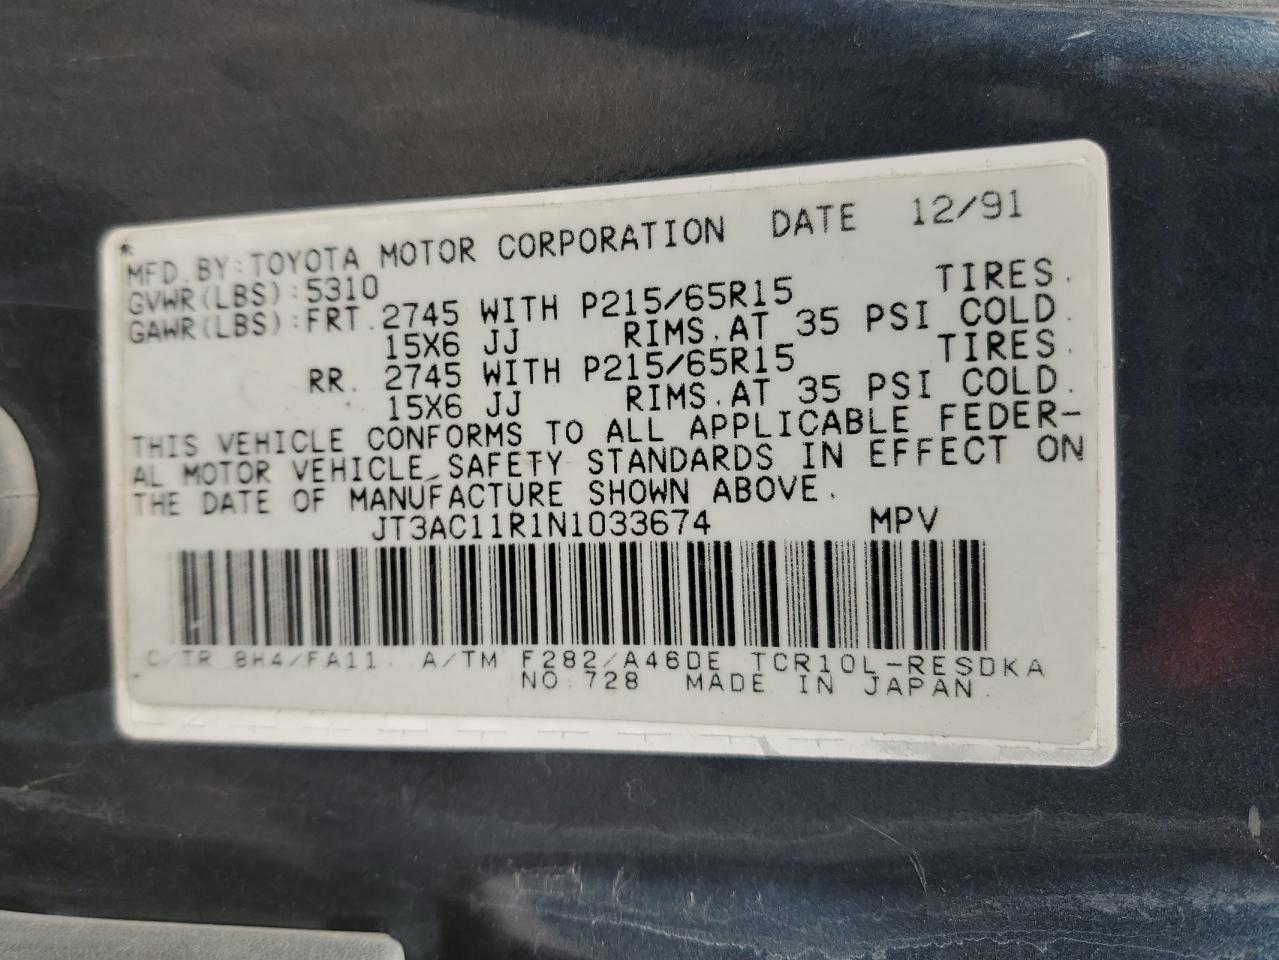 *
MFD. BY: TOYOTA MOTOR CORPORATION DATE 12/91
GVWR(LBS): 5310
GAWR(LBS): FRT. 2745 WITH P215/65R15 TIRES.
15X6 JJ RIMS. AT 35 PSI COLD.
RR. 2745 WITH P215/65R15 TIRES.
15X6 JJ RIMS. AT 35 PSI COLD.
THIS VEHICLE CONFORMS TO ALL APPLICABLE FEDER-
AL MOTOR VEHICLE SAFETY STANDARDS IN EFFECT ON
THE DATE OF MANUFACTURE SHOWN ABOVE.
JT3AC11R1N1033674 MPV
C/TR 8H4/FA11 A/TM F282/A46DE TCR10L-RESDKA
NO. 728 MADE IN JAPAN.